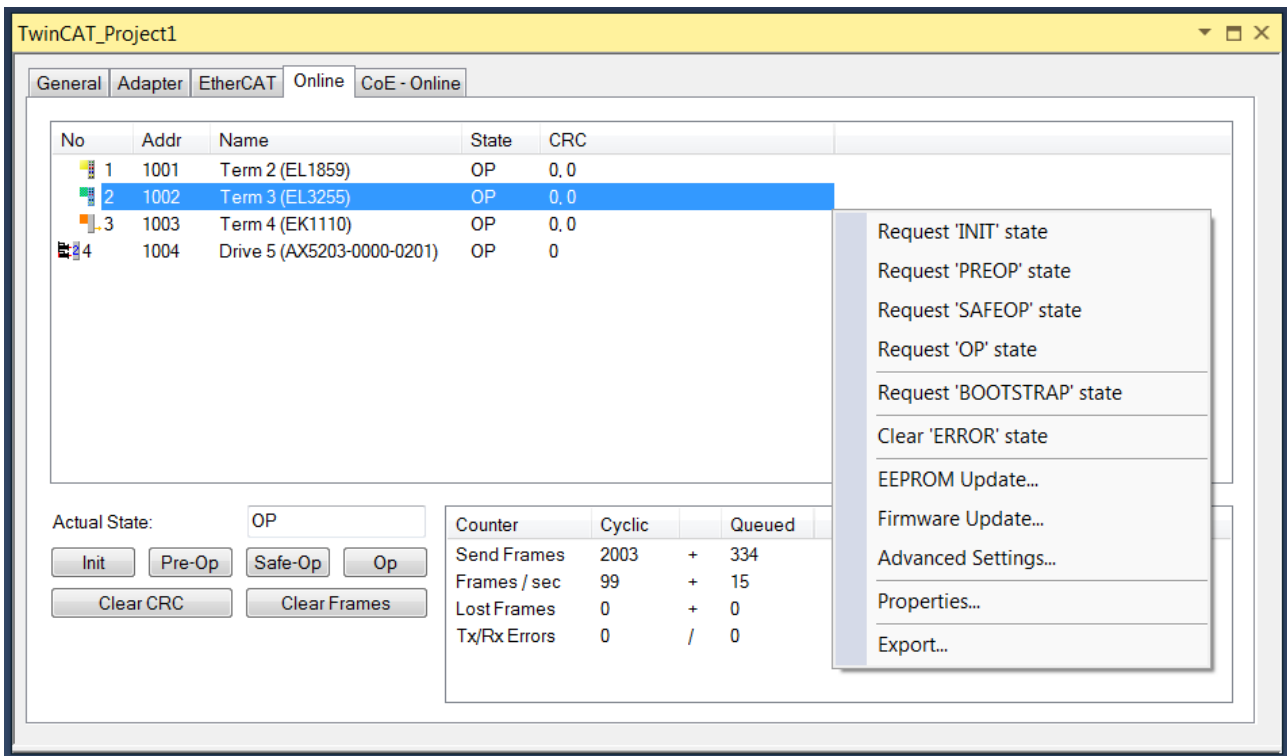 TwinCAT_Project1
General Adapter EtherCAT Online CoE - Online
No Addr Name State CRC
1 1001 Term 2 (EL1859) OP 0, 0
2 1002 Term 3 (EL3255) OP 0, 0
3 1003 Term 4 (EK1110) OP 0, 0
4 1004 Drive 5 (AX5203-0000-0201) OP 0
Request 'INIT' state
Request 'PREOP' state
Request 'SAFEOP' state
Request 'OP' state
Request 'BOOTSTRAP' state
Clear 'ERROR' state
EEPROM Update...
Firmware Update...
Advanced Settings...
Properties...
Export...
Actual State: OP
Init Pre-Op Safe-Op Op
Clear CRC Clear Frames
Counter Cyclic Queued
Send Frames 2003 + 334
Frames / sec 99 + 15
Lost Frames 0 + 0
Tx/Rx Errors 0 / 0